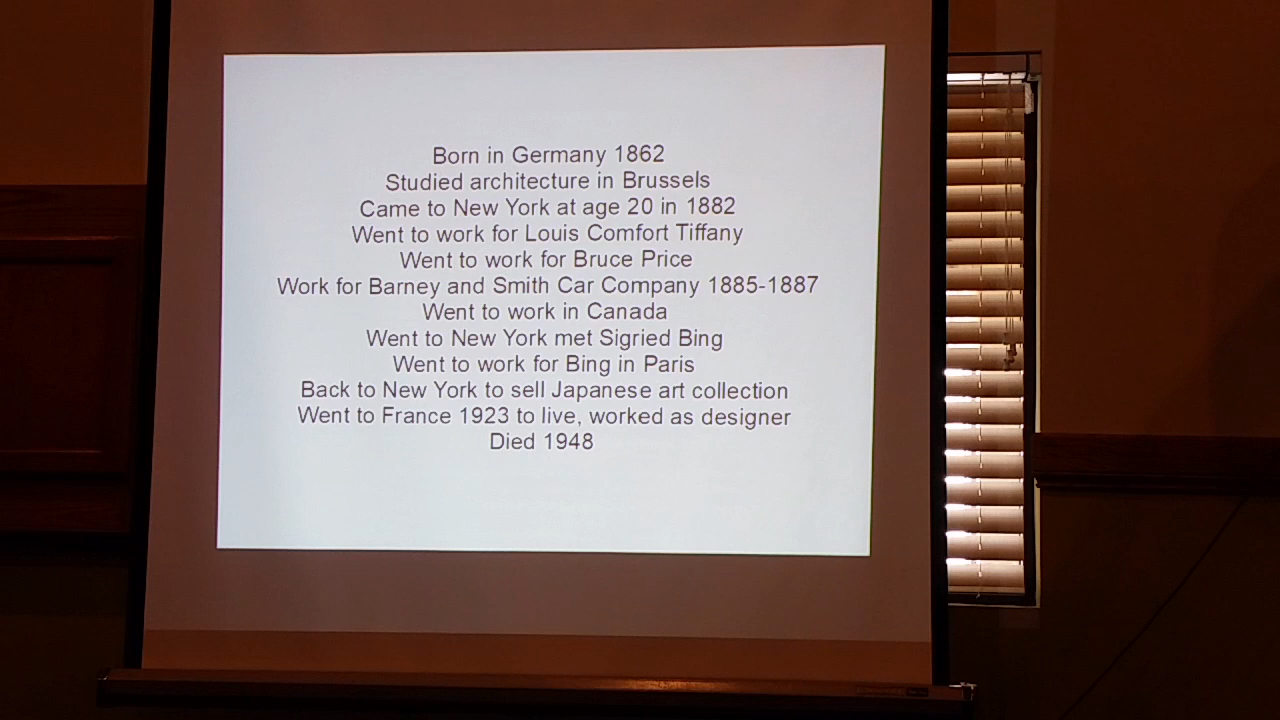 Born in Germany 1862
Studied architecture in Brussels
Came to New York at age 20 in 1882
Went to work for Louis Comfort Tiffany
Went to work for Bruce Price
Work for Barney and Smith Car Company 1885-1887
Went to work in Canada
Went to New York met Sigried Bing
Went to work for Bing in Paris
Back to New York to sell Japanese art collection
Went to France 1923 to live, worked as designer
Died 1948